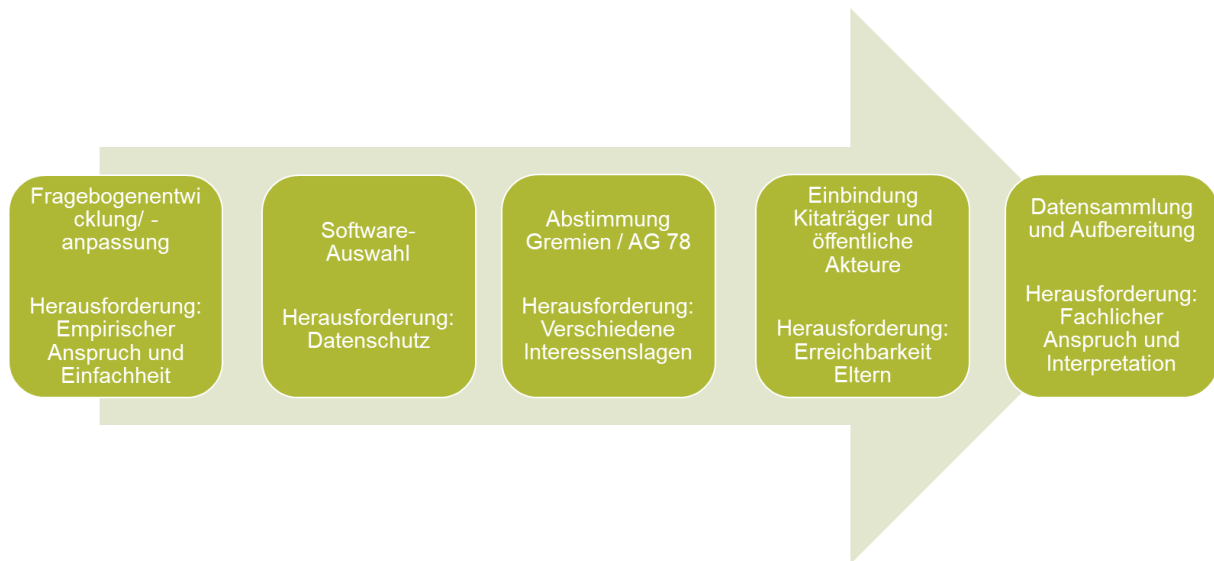 Fragebogenentwi
cklung/ -
anpassung
Herausforderung:
Empirischer
Anspruch und
Einfachheit
Software-
Auswahl
Herausforderung:
Datenschutz
Abstimmung
Gremien / AG 78
Herausforderung:
Verschiedene
Interessenslagen
Einbindung
Kitaträger und
öffentliche
Akteure
Herausforderung:
Erreichbarkeit
Eltern
Datensammlung
und Aufbereitung
Herausforderung:
Fachlicher
Anspruch und
Interpretation